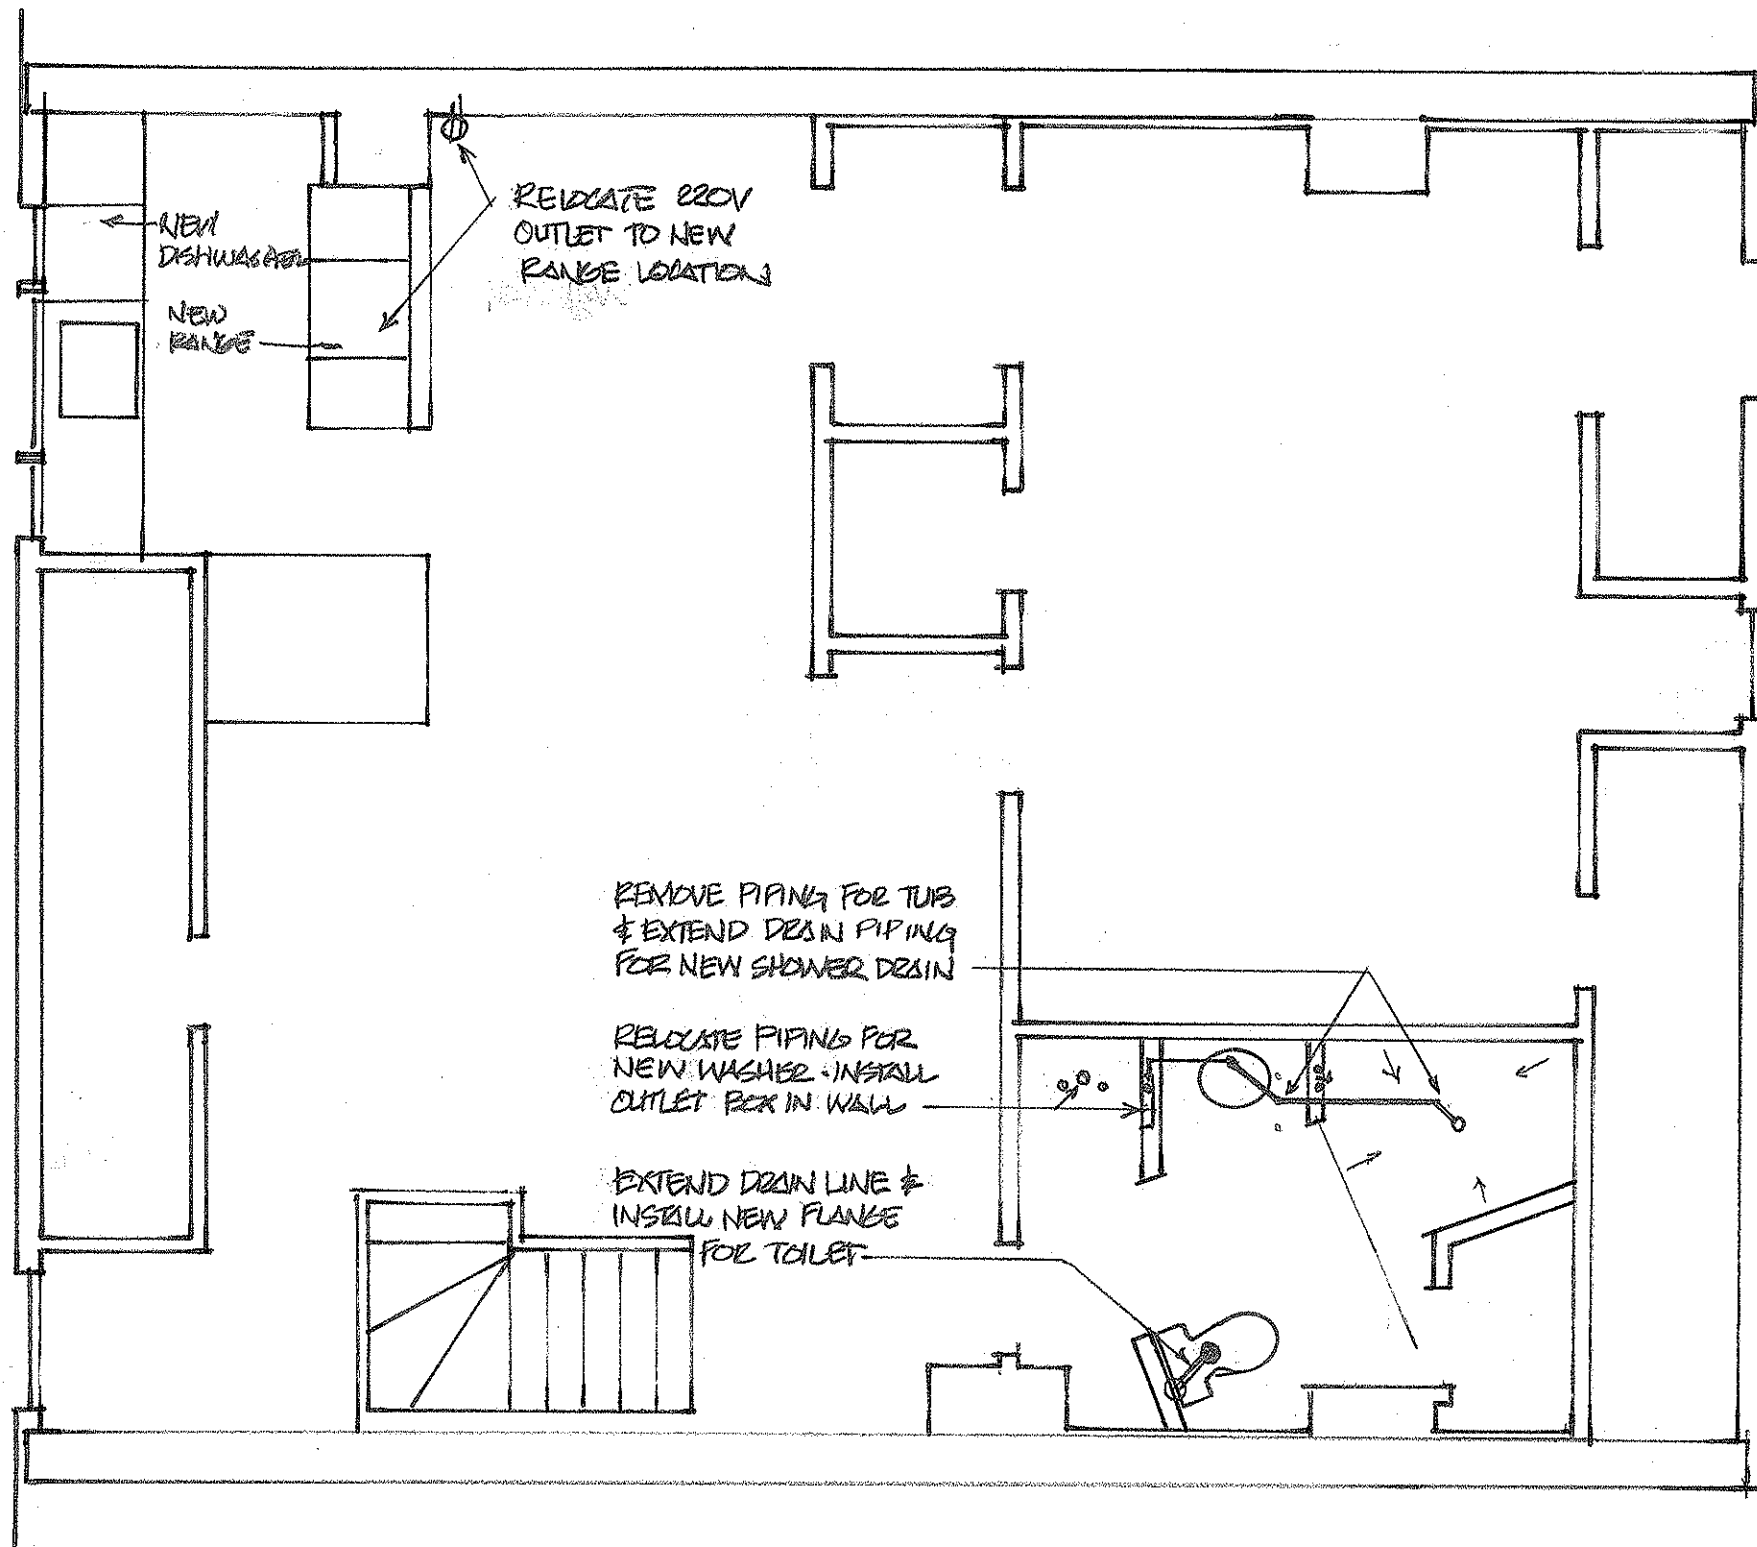 RELOCATE 220V
OUTLET TO NEW
RANGE LOCATION
NEW
DISHWASHER
NEW
RANGE
REMOVE PIPING FOR TUB
& EXTEND DRAIN PIPING
FOR NEW SHOWER DRAIN
RELOCATE PIPING FOR
NEW WASHER - INSTALL
OUTLET BOX IN WALL
EXTEND DRAIN LINE &
INSTALL NEW FLANGE
FOR TOILET